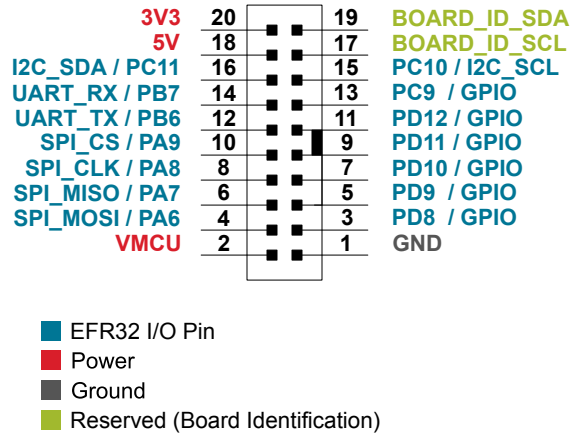 3V3 20 19 BOARD_ID_SDA
5V 18 17 BOARD_ID_SCL
I2C_SDA / PC11 16 15 PC10 / I2C_SCL
UART_RX / PB7 14 13 PC9 / GPIO
UART_TX / PB6 12 11 PD12 / GPIO
SPI_CS / PA9 10 9 PD11 / GPIO
SPI_CLK / PA8 8 7 PD10 / GPIO
SPI_MISO / PA7 6 5 PD9 / GPIO
SPI_MOSI / PA6 4 3 PD8 / GPIO
VMCU 2 1 GND
EFR32 I/O Pin
Power
Ground
Reserved (Board Identification)